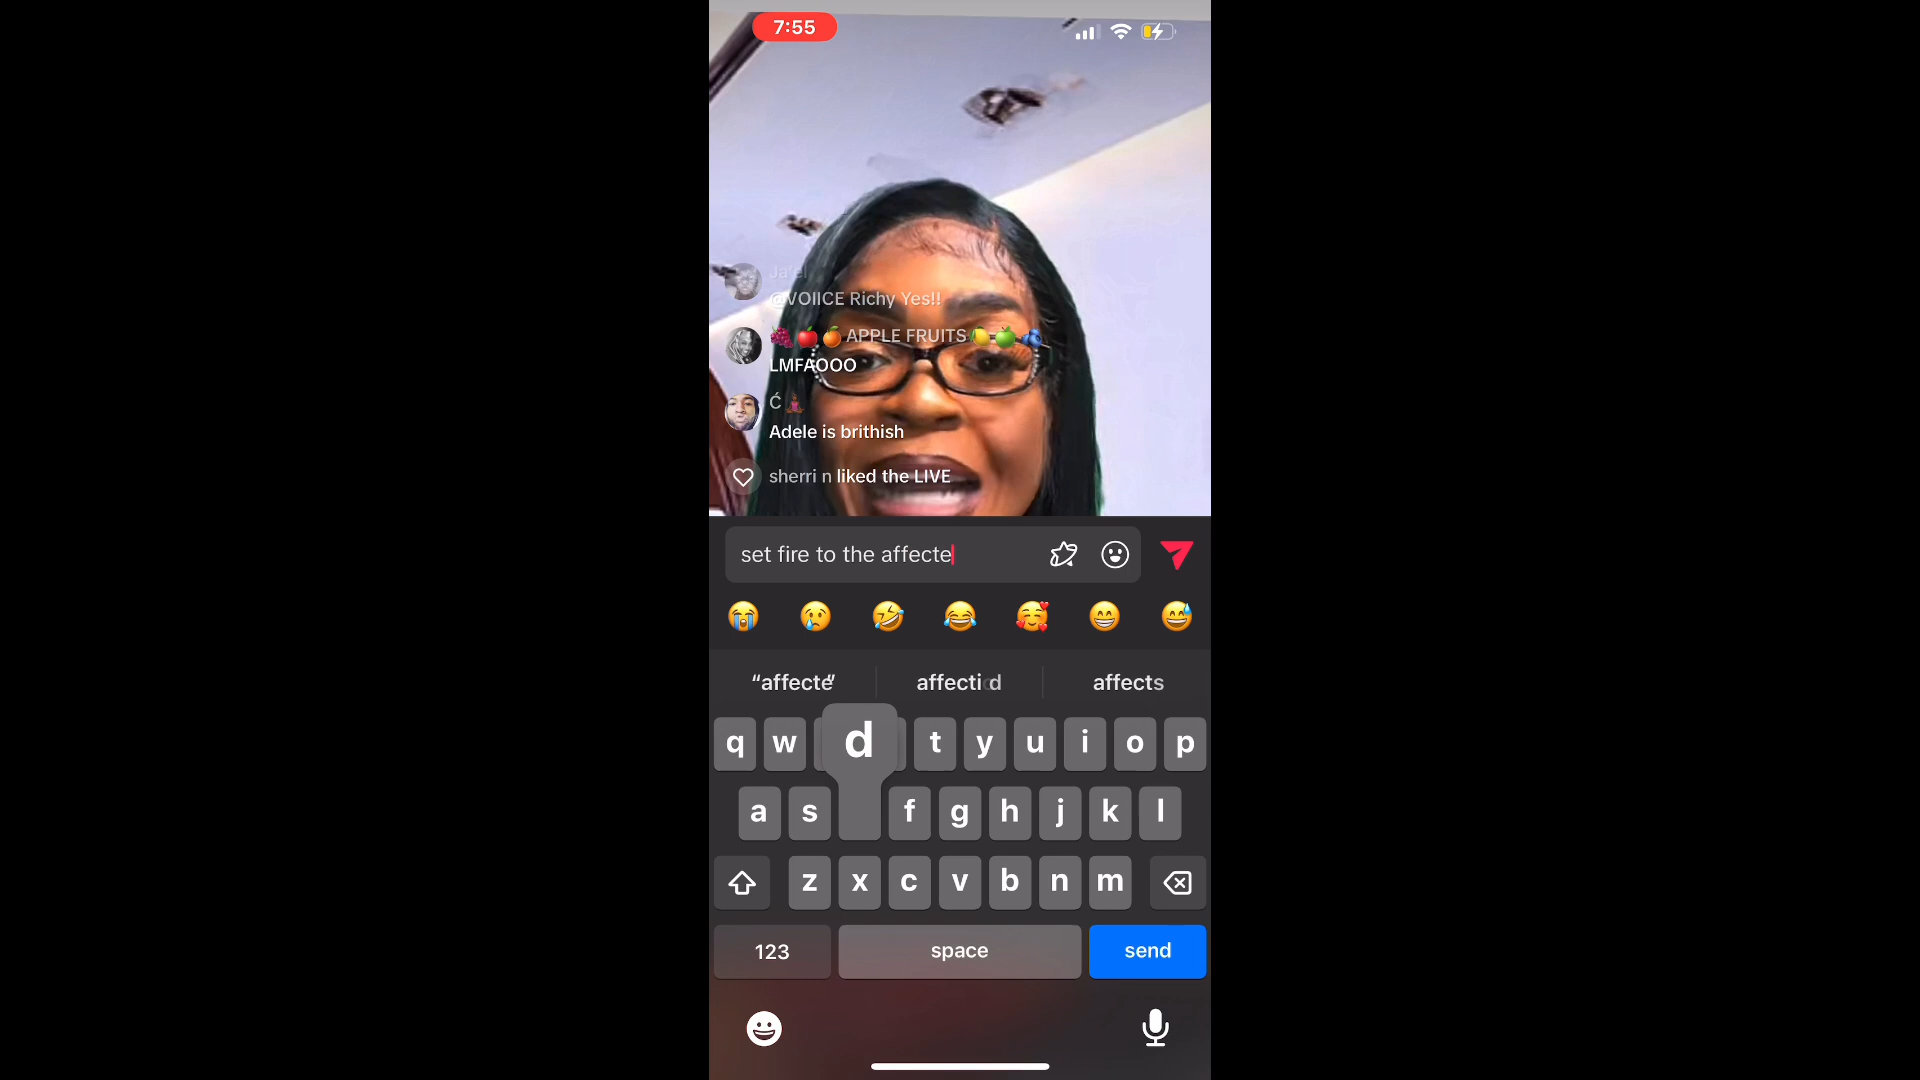 7:55
Ja'el
@VOIICE Richy Yes!!
🍇🍎🍊APPLE FRUITS🍋🍏🫐
LMFAOOO
Ć
Adele is brithish
sherri n liked the LIVE
set fire to the affecte
“affecte” affecti d affects
q w d t y u i o p
a s f g h j k l
z x c v b n m
123 space send